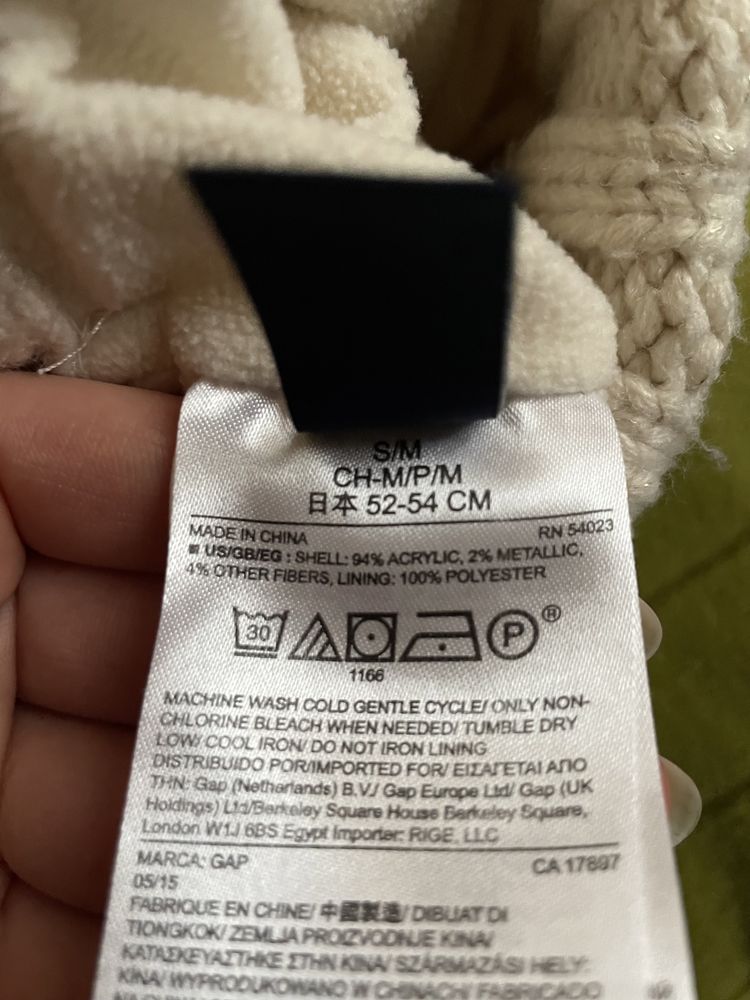 S/M
CH-M/P/M
日本 52-54 CM
MADE IN CHINA RN 54023
US/GB/EG : SHELL: 94% ACRYLIC, 2% METALLIC,
4% OTHER FIBERS, LINING: 100% POLYESTER
30 P®
1166
MACHINE WASH COLD GENTLE CYCLE/ ONLY NON-
CHLORINE BLEACH WHEN NEEDED/ TUMBLE DRY
LOW/ COOL IRON/ DO NOT IRON LINING
DISTRIBUIDO POR/IMPORTED FOR/ ΕΙΣΑΓΕΤΑΙ ΑΠΟ
ΤΗΝ: Gap (Netherlands) B.V./ Gap Europe Ltd/ Gap (UK
Holdings) Ltd/Berkeley Square House Berkeley Square,
London W1J 6BS Egypt Importer: RIGE, LLC
MARCA: GAP CA 17897
05/15
FABRIQUE EN CHINE/ 中國製造/ DIBUAT DI
TIONGKOK/ ZEMLJA PROIZVODNJE KINA/
ΚΑΤΑΣΚΕΥΑΣΤΗΚΕ ΣΤΗΝ ΚΙΝΑ/ SZÁRMAZÁSI HELY:
KÍNA/ WYPRODUKOWANO W CHINACH/ FABRICADO